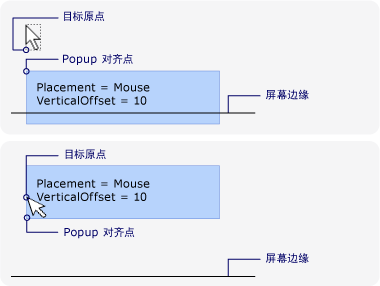 目标原点
Popup 对齐点
Placement = Mouse
VerticalOffset = 10
屏幕边缘
目标原点
Placement = Mouse
VerticalOffset = 10
Popup 对齐点
屏幕边缘